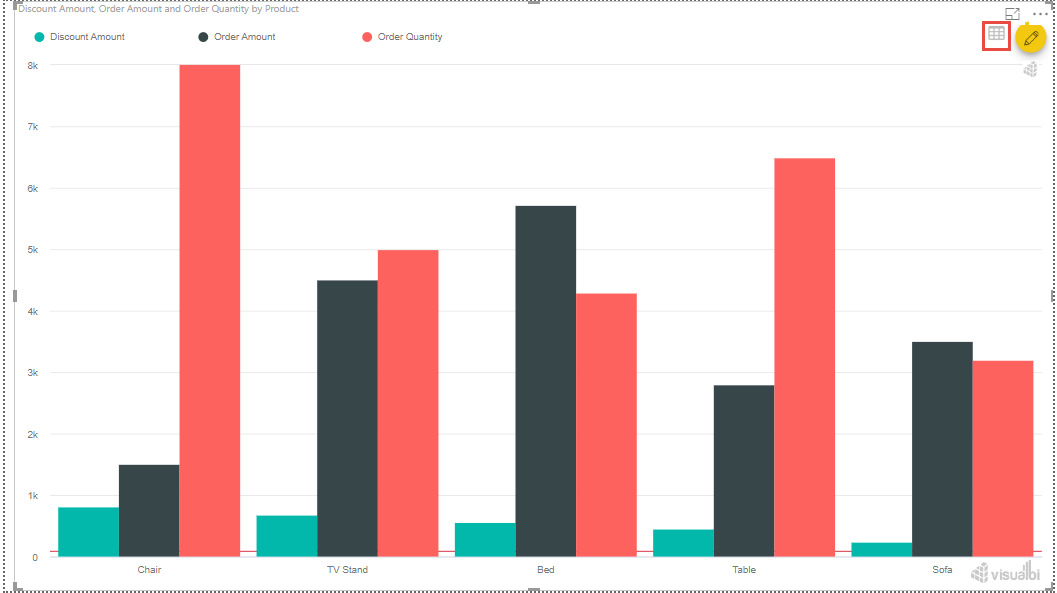 Discount Amount, Order Amount and Order Quantity by Product
Discount Amount Order Amount Order Quantity
8k
7k
6k
5k
4k
3k
2k
1k
0
Chair TV Stand Bed Table Sofa
visualbi